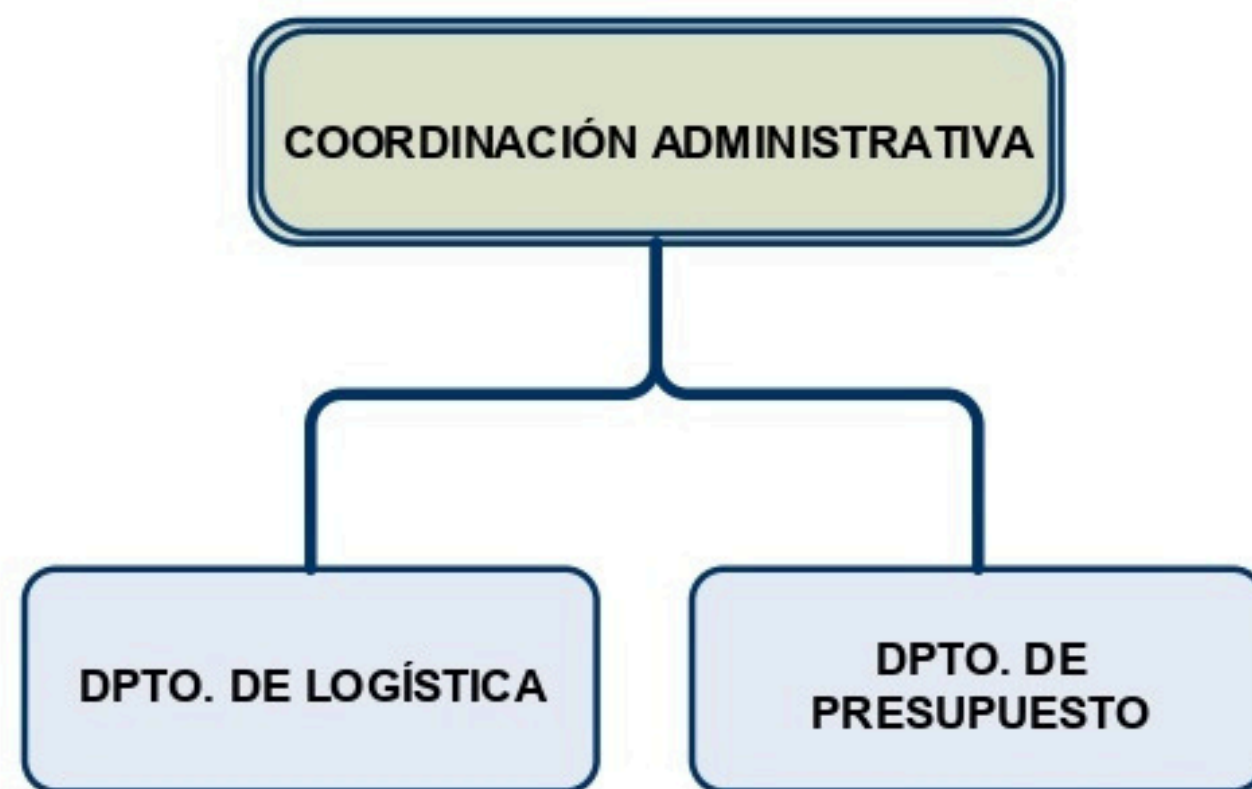 COORDINACIÓN ADMINISTRATIVA
DPTO. DE LOGÍSTICA
DPTO. DE
PRESUPUESTO